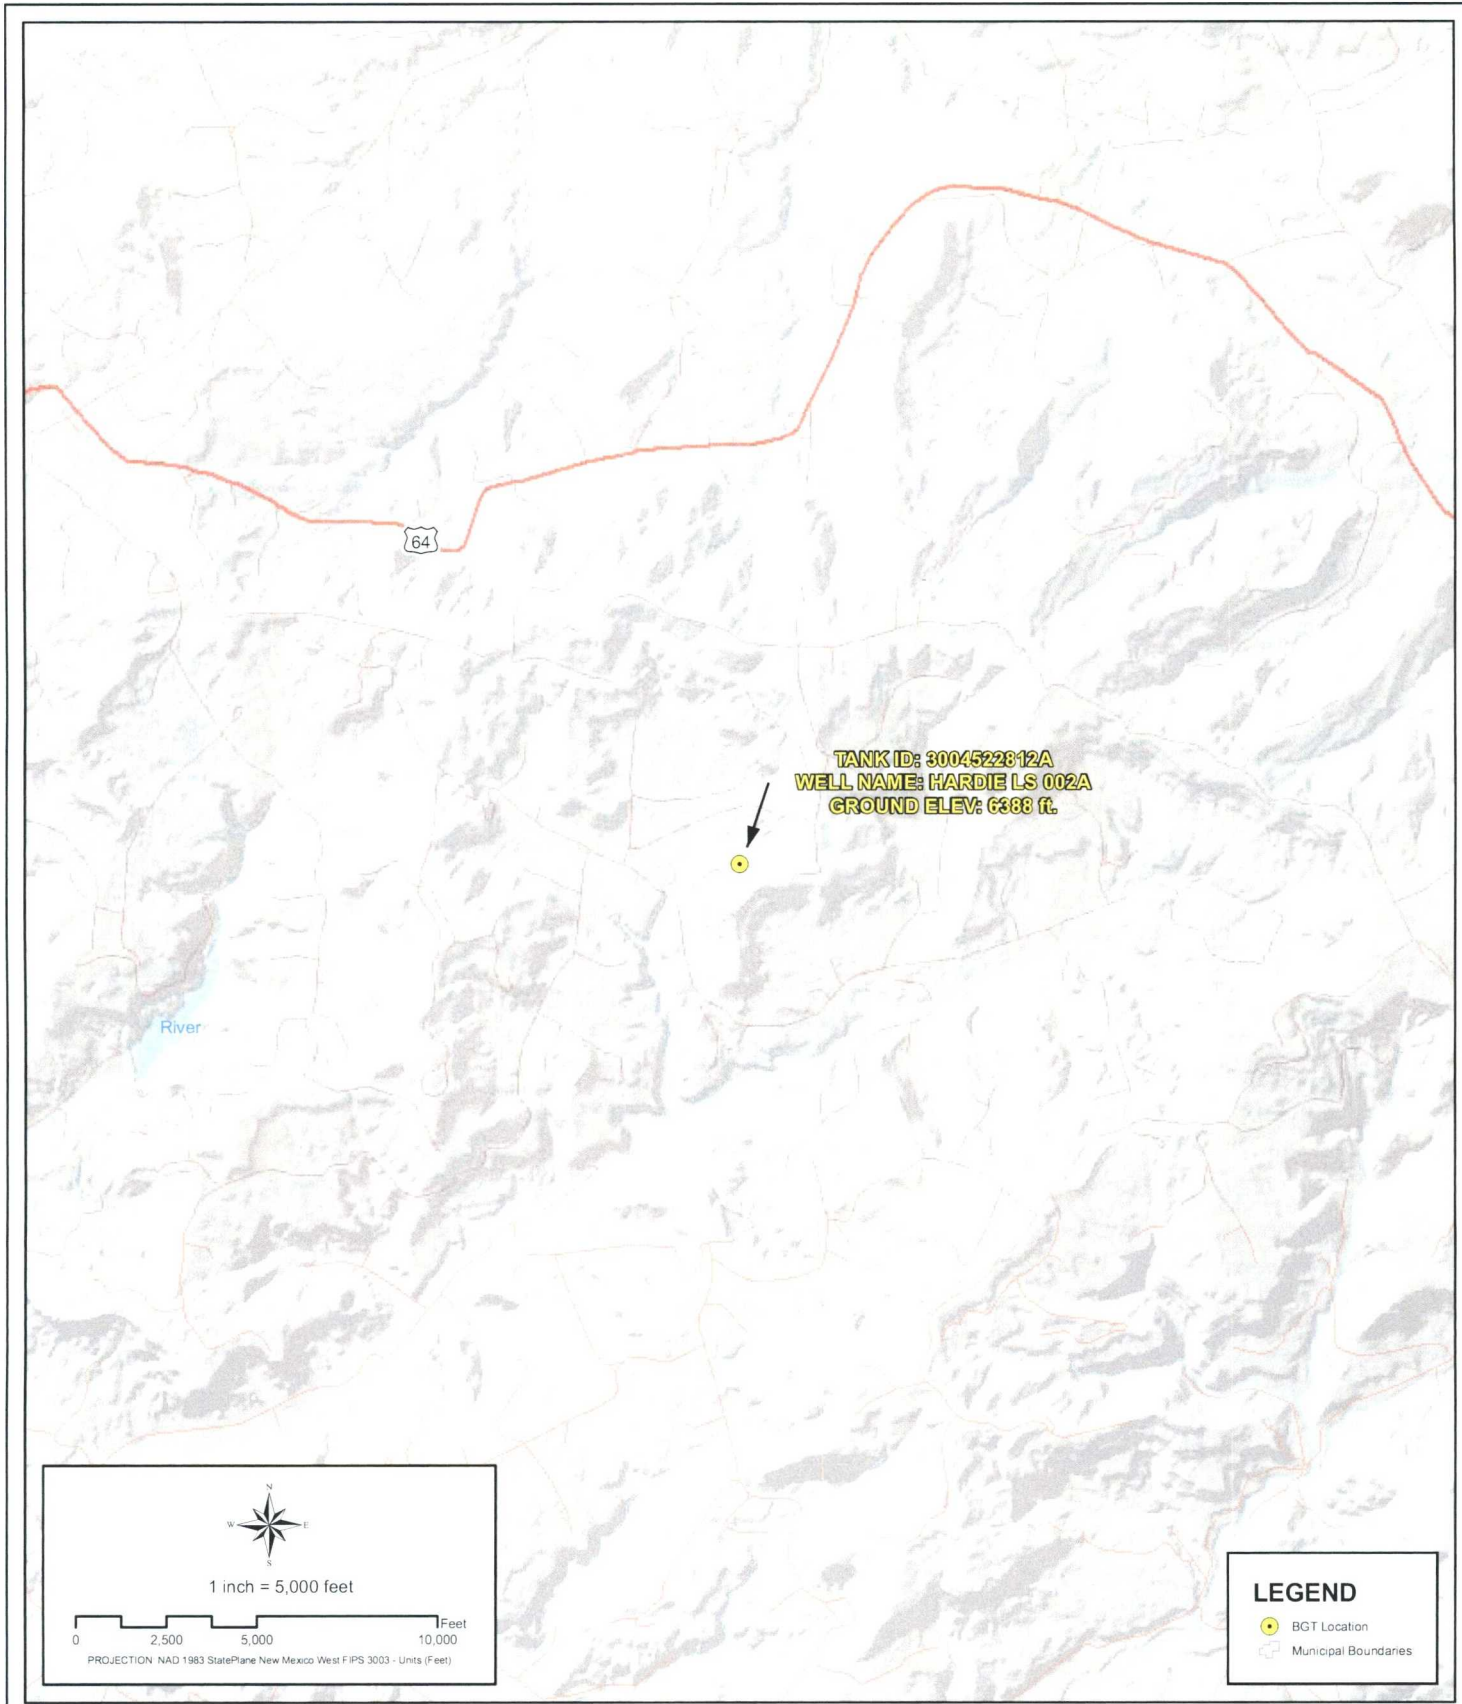 64
TANK ID: 3004522812A
WELL NAME: HARDIE LS 002A
GROUND ELEV: 6388 ft.
River
N
W E
S
1 inch = 5,000 feet
Feet
0 2,500 5,000 10,000
PROJECTION: NAD 1983 StatePlane New Mexico West FIPS 3003 - Units (Feet)
LEGEND
BGT Location
Municipal Boundaries